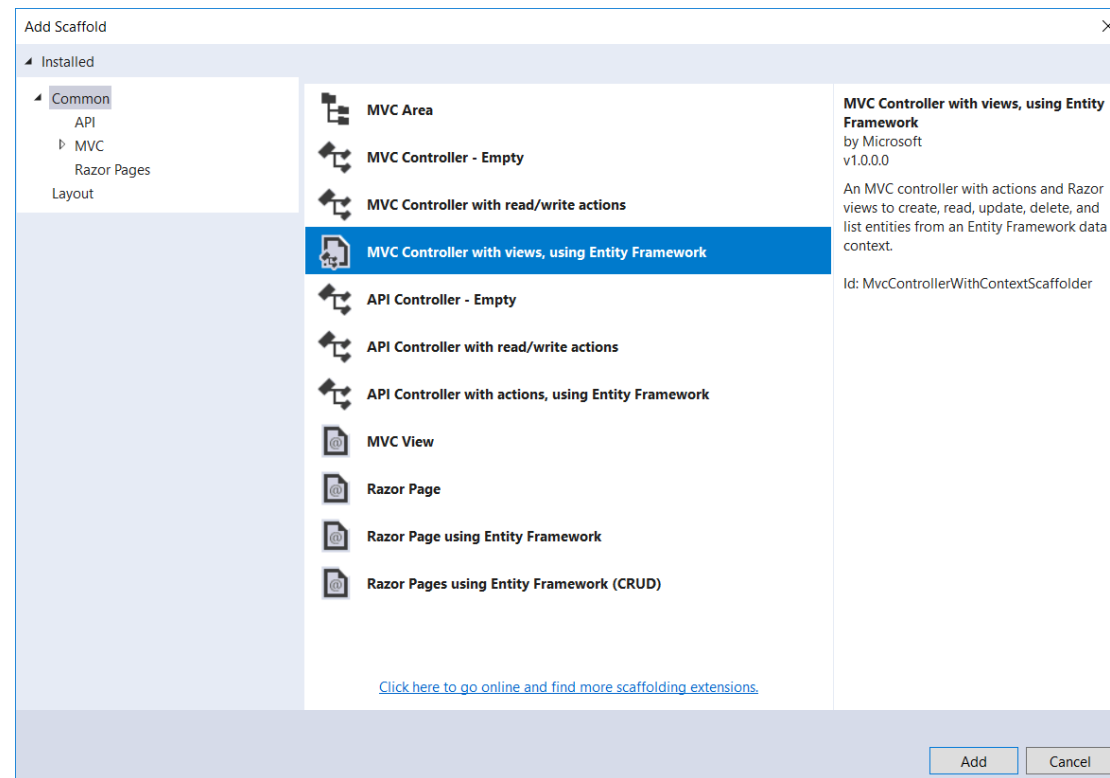 Add Scaffold
Installed
Common
API
MVC
Razor Pages
Layout
MVC Area
MVC Controller - Empty
MVC Controller with read/write actions
MVC Controller with views, using Entity Framework
API Controller - Empty
API Controller with read/write actions
API Controller with actions, using Entity Framework
MVC View
Razor Page
Razor Page using Entity Framework
Razor Pages using Entity Framework (CRUD)
Click here to go online and find more scaffolding extensions.
MVC Controller with views, using Entity
Framework
by Microsoft
v1.0.0.0
An MVC controller with actions and Razor
views to create, read, update, delete, and
list entities from an Entity Framework data
context.
Id: MvcControllerWithContextScaffolder
Add
Cancel